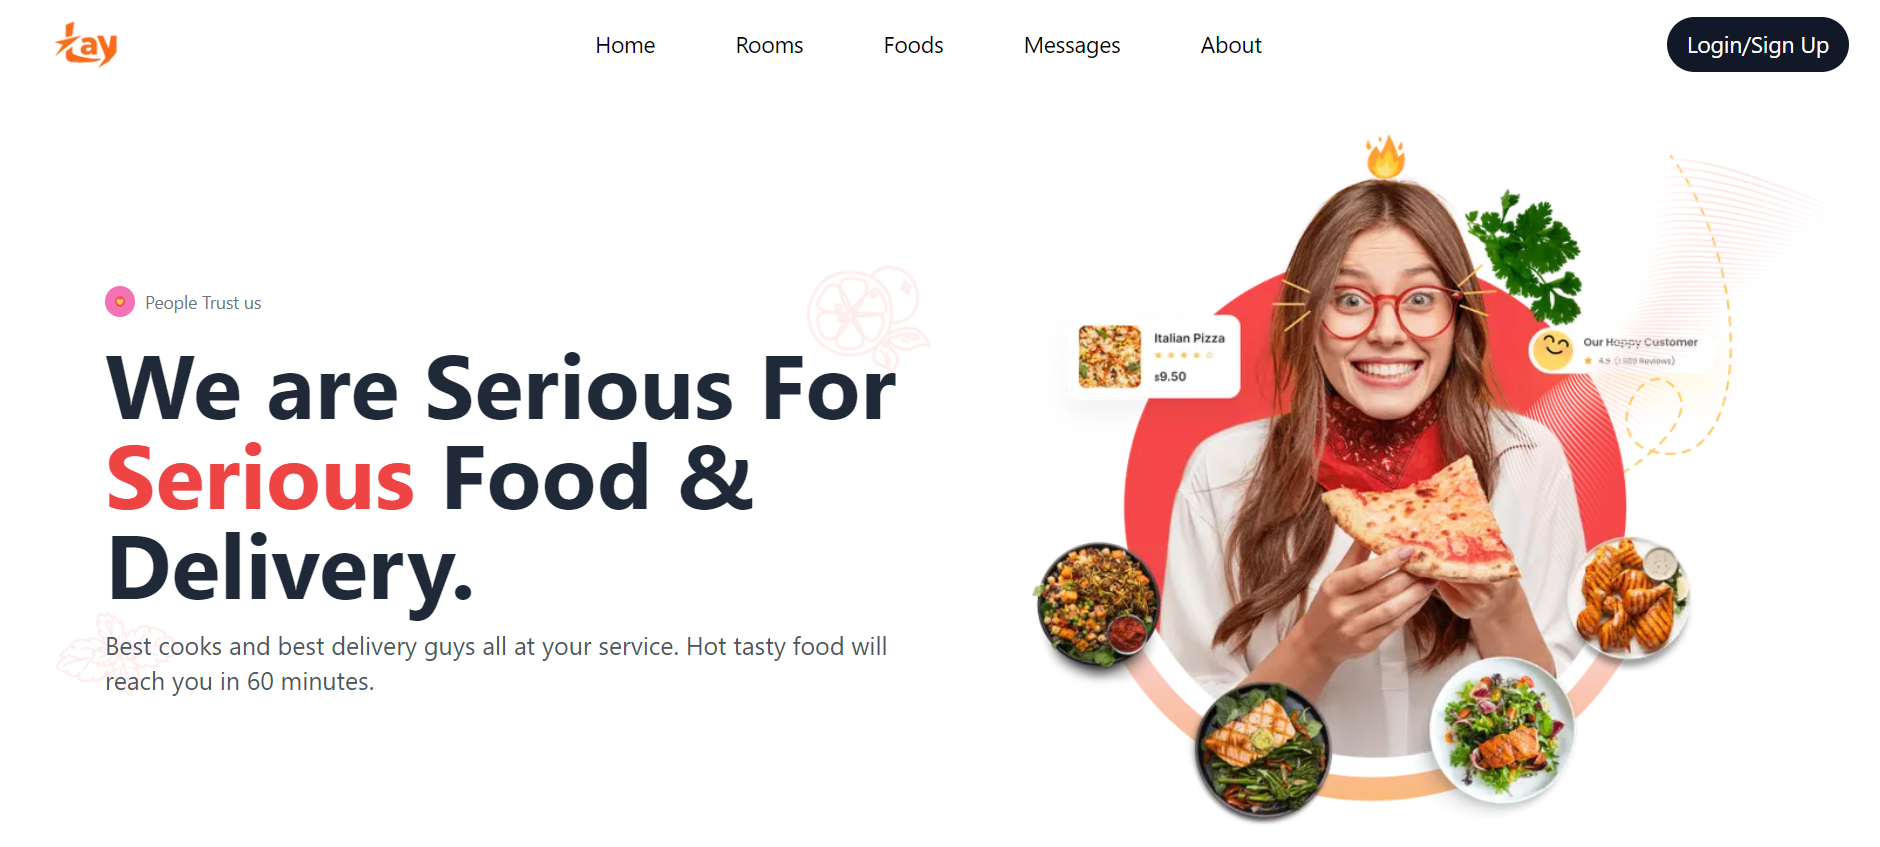 tay
Home
Rooms
Foods
Messages
About
Login/Sign Up
People Trust us
We are Serious For
Serious Food &
Delivery.
Best cooks and best delivery guys all at your service. Hot tasty food will
reach you in 60 minutes.
Italian Pizza
$9.50
Our Happy Customer
4.9 (1989 Reviews)